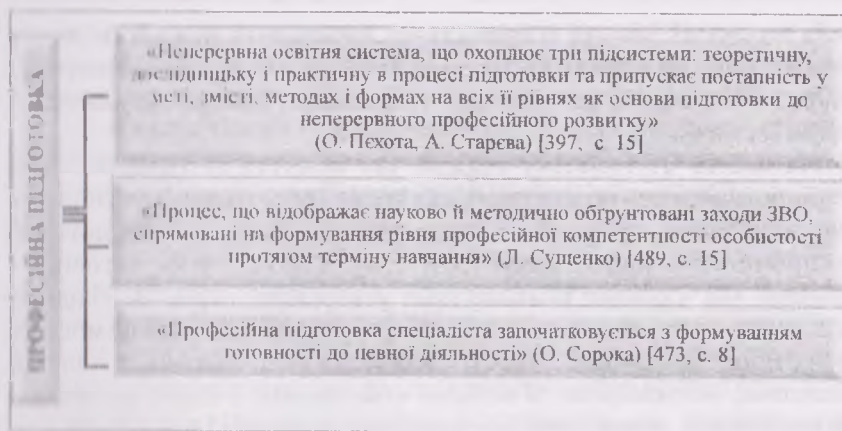 ПРОФЕСІЙНА ПІДГОТОВКА
«Неперервна освітня система, що охоплює три підсистеми: теоретичну,
дослідницьку і практичну в процесі підготовки та припускає поетапність у
меті, змісті, методах і формах на всіх її рівнях як основи підготовки до
неперервного професійного розвитку»
(О. Пєхота, А. Старєва) [397, с. 15]
«Процес, що відображає науково й методично обґрунтовані заходи ЗВО,
спрямовані на формування рівня професійної компетентності особистості
протягом терміну навчання» (Л. Сущенко) [489, с. 15]
«Професійна підготовка спеціаліста започатковується з формуванням
готовності до певної діяльності» (О. Сорока) [473, с. 8]